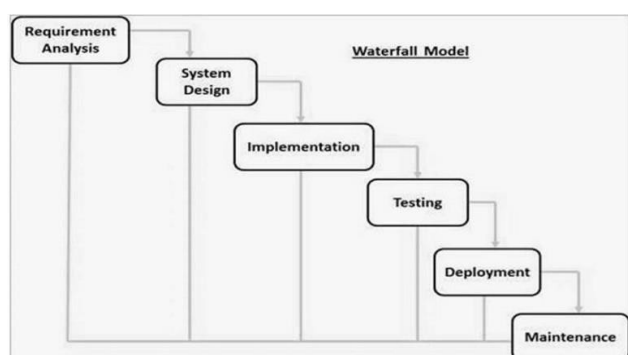 Requirement
Analysis
Waterfall Model
System
Design
Implementation
Testing
Deployment
Maintenance